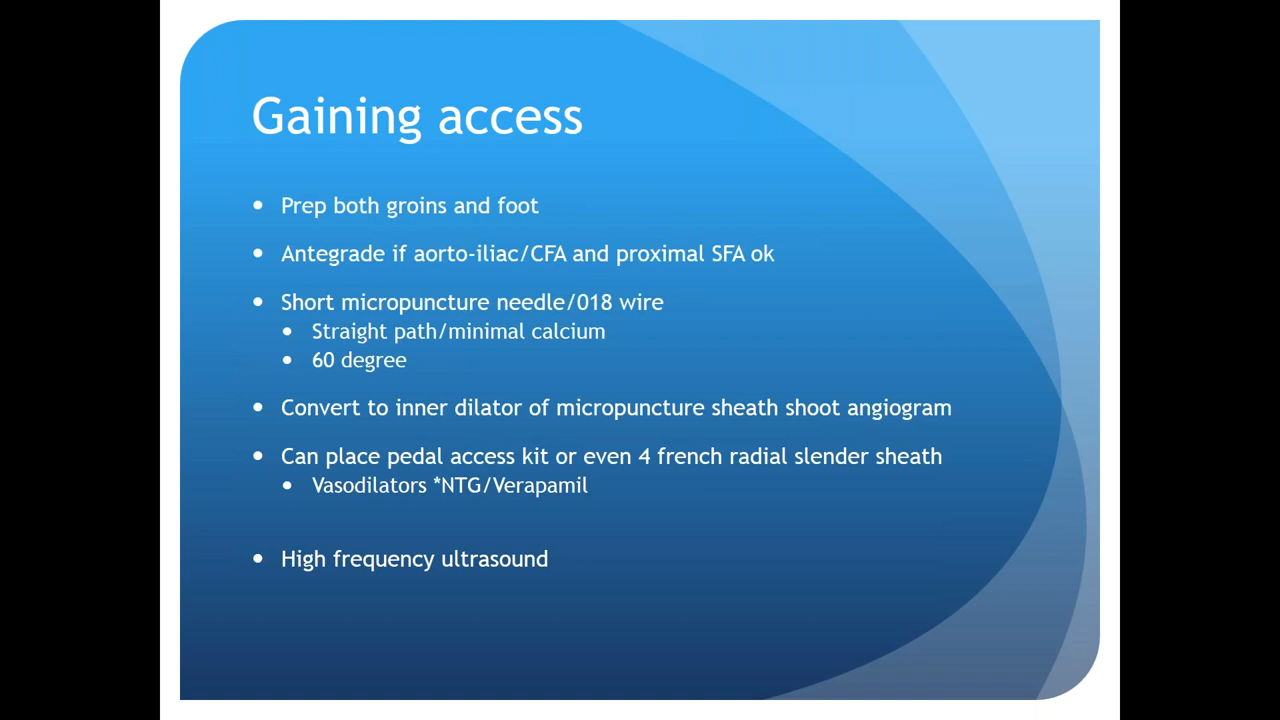 Gaining access
• Prep both groins and foot
• Antegrade if aorto-iliac/CFA and proximal SFA ok
• Short micropuncture needle/018 wire
• Straight path/minimal calcium
• 60 degree
• Convert to inner dilator of micropuncture sheath shoot angiogram
• Can place pedal access kit or even 4 french radial slender sheath
• Vasodilators *NTG/Verapamil
• High frequency ultrasound